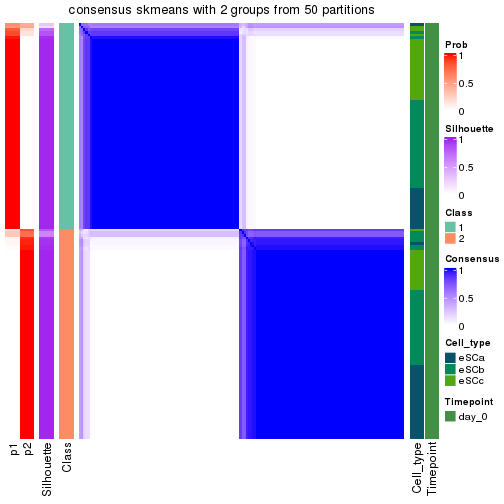 consensus skmeans with 2 groups from 50 partitions
Prob
1
0.5
0
Silhouette
1
0.5
0
Class
1
2
Consensus
1
0.5
0
Cell_type
eSCa
eSCb
eSCc
Timepoint
day_0
p1
p2
Silhouette
Class
Cell_type
Timepoint